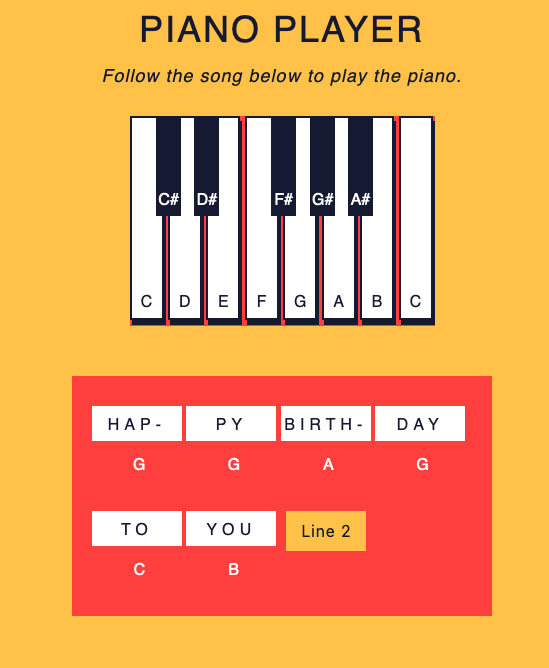 PIANO PLAYER
Follow the song below to play the piano.
C# D# F# G# A#
C D E F G A B C
HAP- PY BIRTH- DAY
G G A G
TO YOU Line 2
C B